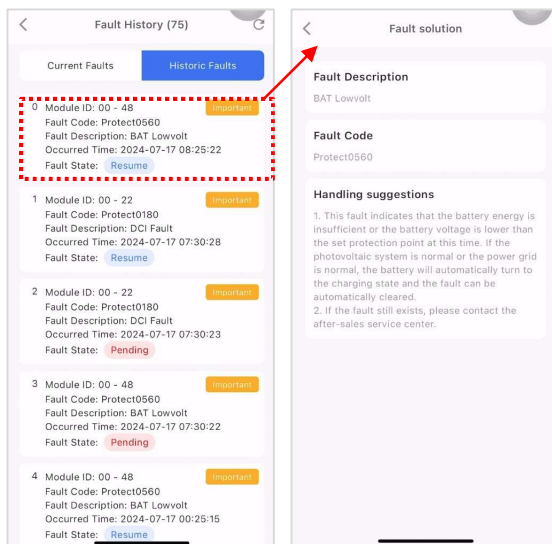 Fault History (75)
Current Faults
Historic Faults
0 Module ID: 00 - 48
Important
Fault Code: Protect0560
Fault Description: BAT Lowvolt
Occurred Time: 2024-07-17 08:25:22
Fault State: Resume
1 Module ID: 00 - 22
Important
Fault Code: Protect0180
Fault Description: DCI Fault
Occurred Time: 2024-07-17 07:30:28
Fault State: Resume
2 Module ID: 00 - 22
Important
Fault Code: Protect0180
Fault Description: DCI Fault
Occurred Time: 2024-07-17 07:30:23
Fault State: Pending
3 Module ID: 00 - 48
Important
Fault Code: Protect0560
Fault Description: BAT Lowvolt
Occurred Time: 2024-07-17 07:30:22
Fault State: Pending
4 Module ID: 00 - 48
Important
Fault Code: Protect0560
Fault Description: BAT Lowvolt
Occurred Time: 2024-07-17 00:25:15
Fault State: Resume
Fault solution
Fault Description
BAT Lowvolt
Fault Code
Protect0560
Handling suggestions
1. This fault indicates that the battery energy is
insufficient or the battery voltage is lower than
the set protection point at this time. If the
photovoltaic system is normal or the power grid
is normal, the battery will automatically turn to
the charging state and the fault can be
automatically cleared.
2. If the fault still exists, please contact the
after-sales service center.